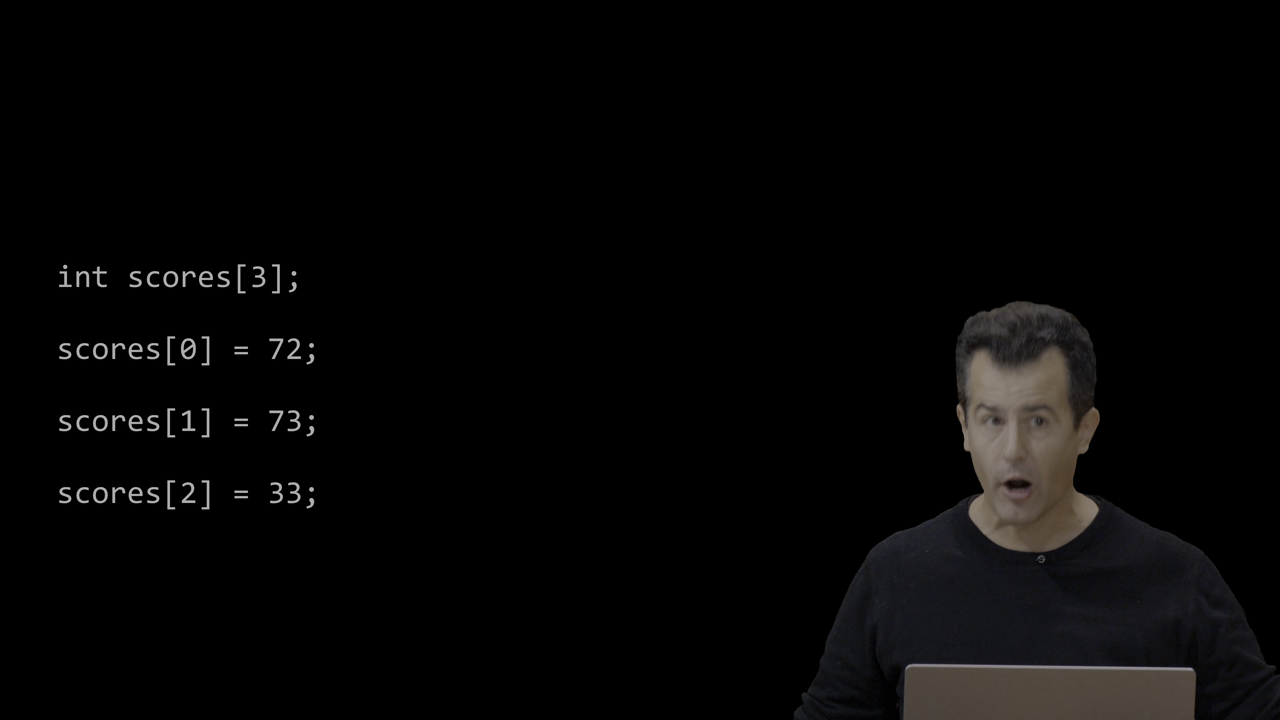 int scores[3];
scores[0] = 72;
scores[1] = 73;
scores[2] = 33;